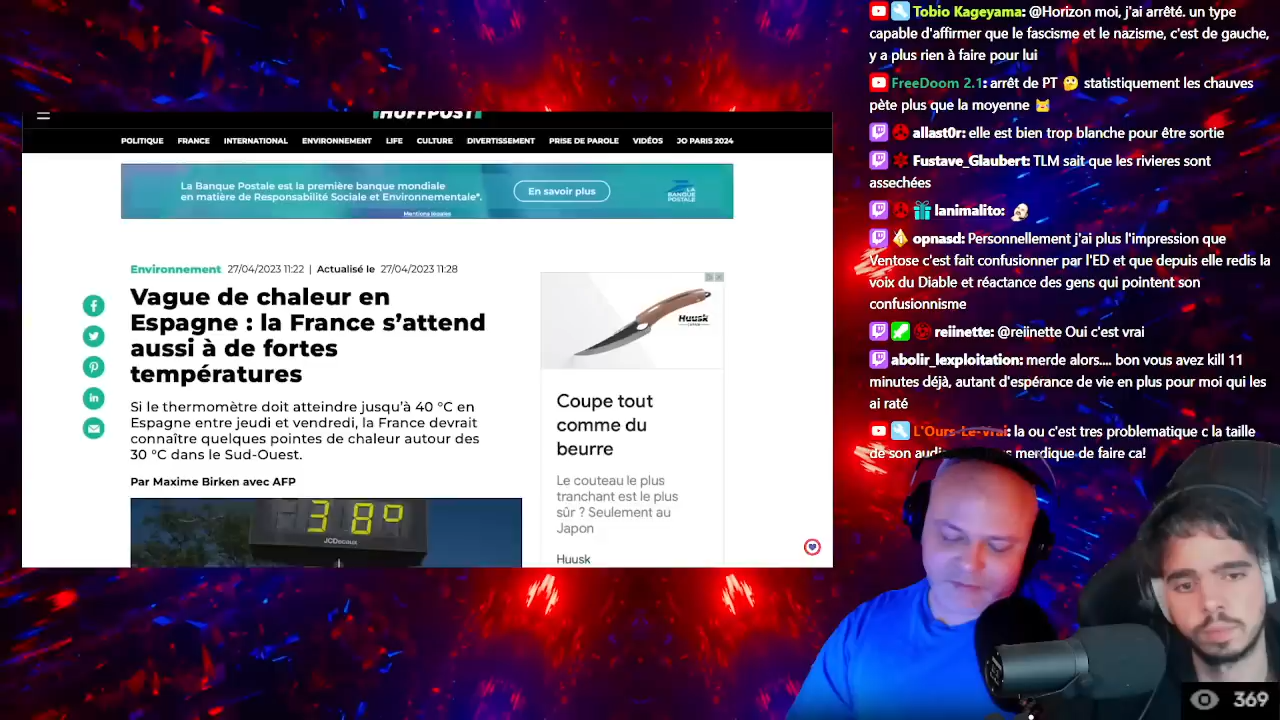 HUFFPOST
POLITIQUE FRANCE INTERNATIONAL ENVIRONNEMENT LIFE CULTURE DIVERTISSEMENT PRISE DE PAROLE VIDÉOS JO PARIS 2024
La Banque Postale est la première banque mondiale
en matière de Responsabilité Sociale et Environnementale*.
Mentions légales
En savoir plus
LA
BANQUE
POSTALE
Environnement 27/04/2023 11:22 | Actualisé le 27/04/2023 11:28
Vague de chaleur en
Espagne : la France s'attend
aussi à de fortes
températures
Si le thermomètre doit atteindre jusqu'à 40 °C en
Espagne entre jeudi et vendredi, la France devrait
connaître quelques pointes de chaleur autour des
30 °C dans le Sud-Ouest.
Par Maxime Birken avec AFP
38°
JCDecaux
Huusk
Coupe tout
comme du
beurre
Le couteau le plus
tranchant est le plus
sûr ? Seulement au
Japon
Huusk
Tobio Kageyama: @Horizon moi, j'ai arrêté. un type
capable d'affirmer que le fascisme et le nazisme, c'est de gauche,
y a plus rien à faire pour lui
FreeDoom 2.1: arrêt de PT 🤔 statistiquement les chauves
pète plus que la moyenne 😹
allast0r: elle est bien trop blanche pour être sortie
Fustave_Glaubert: TLM sait que les rivieres sont
assechées
lanimalito:
opnasd: Personnellement j'ai plus l'impression que
Ventose c'est fait confusionner par l'ED et que depuis elle redis la
voix du Diable et réactance des gens qui pointent son
confusionnisme
reiinette: @reiinette Oui c'est vrai
abolir_lexploitation: merde alors.... bon vous avez kill 11
minutes déjà, autant d'espérance de vie en plus pour moi qui les
ai raté
L'Ours-Le-Vrai: la ou c'est tres problematique c la taille
de son merdique de faire ca!
369